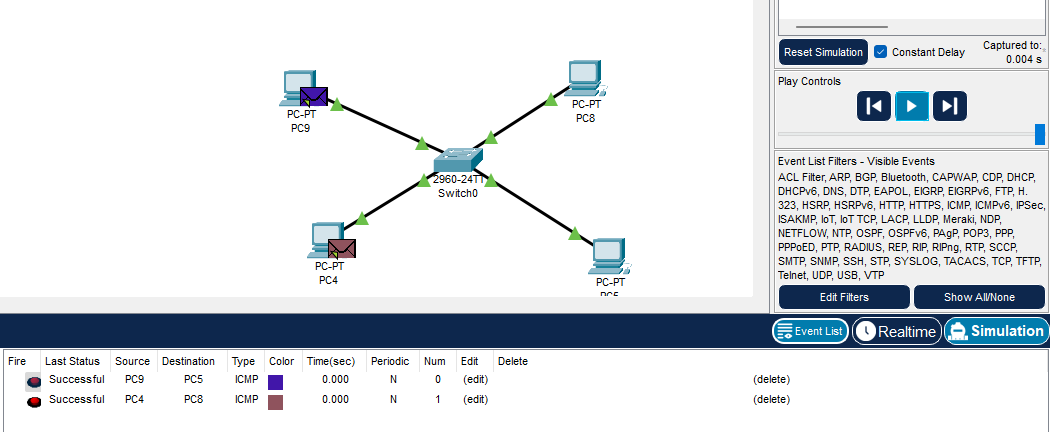 Reset Simulation
Constant Delay
Captured to:
0.004 s
Play Controls
PC-PT
PC9
PC-PT
PC8
2960-24TT
Switch0
PC-PT
PC4
PC-PT
Event List Filters - Visible Events
ACL Filter, ARP, BGP, Bluetooth, CAPWAP, CDP, DHCP,
DHCPv6, DNS, DTP, EAPOL, EIGRP, EIGRPv6, FTP, H.
323, HSRP, HSRPv6, HTTP, HTTPS, ICMP, ICMPv6, IPSec,
ISAKMP, IoT, IoT TCP, LACP, LLDP, Meraki, NDP,
NETFLOW, NTP, OSPF, OSPFv6, PAgP, POP3, PPP,
PPPoED, PTP, RADIUS, REP, RIP, RIPng, RTP, SCCP,
SMTP, SNMP, SSH, STP, SYSLOG, TACACS, TCP, TFTP,
Telnet, UDP, USB, VTP
Edit Filters
Show All/None
Event List
Realtime
Simulation
Fire Last Status Source Destination Type Color Time(sec) Periodic Num Edit Delete
Successful PC9 PC5 ICMP 0.000 N 0 (edit) (delete)
Successful PC4 PC8 ICMP 0.000 N 1 (edit) (delete)